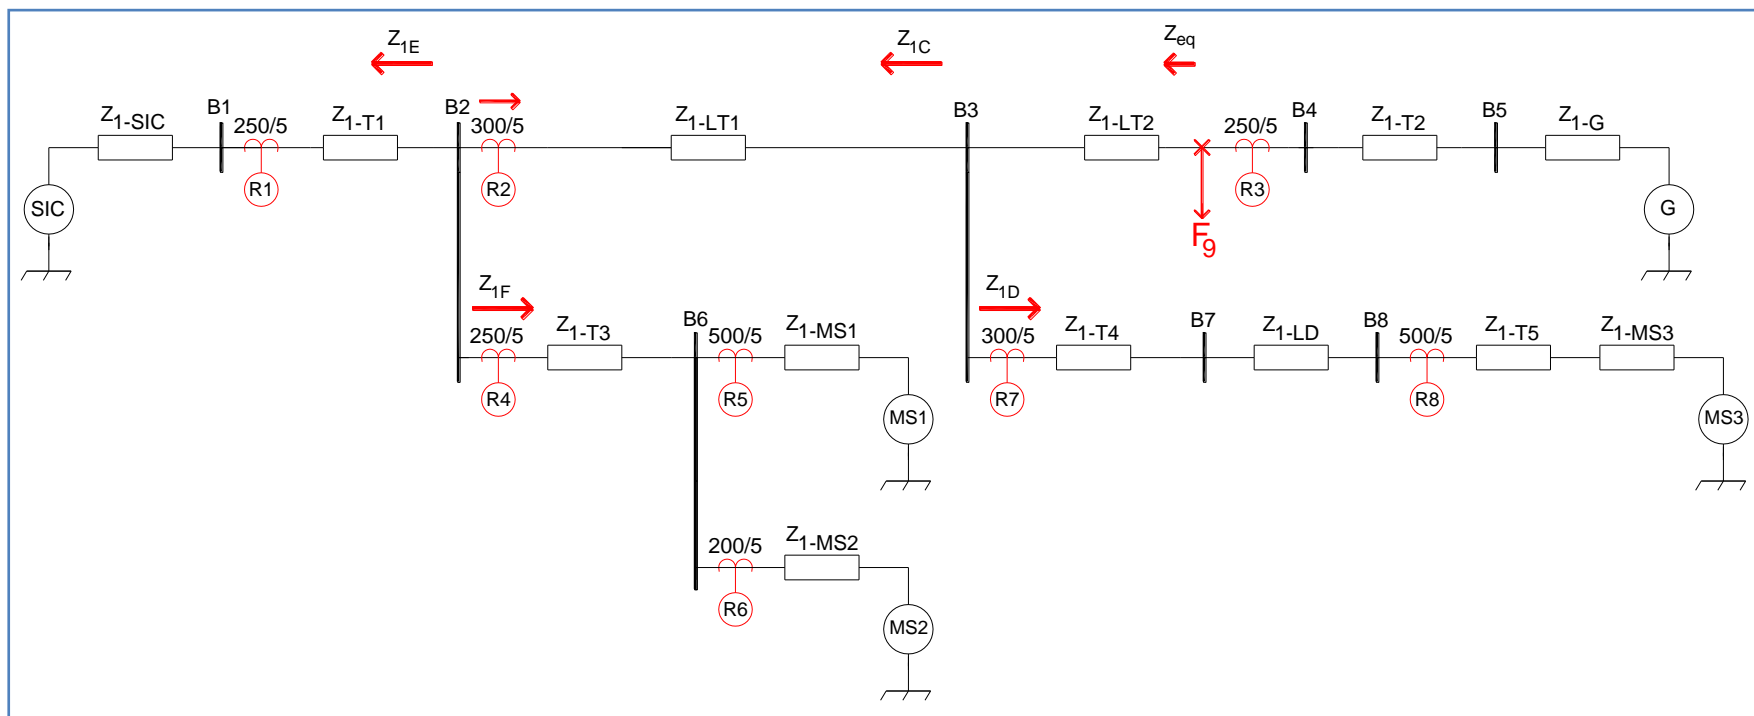 Z1E
Z1C
Zeq
Z1-SIC
B1
250/5
Z1-T1
B2
300/5
Z1-LT1
B3
Z1-LT2
250/5
B4
Z1-T2
B5
Z1-G
R1
R2
R3
SIC
G
F9
Z1F
Z1D
250/5
Z1-T3
B6
500/5
Z1-MS1
300/5
Z1-T4
B7
Z1-LD
B8
500/5
Z1-T5
Z1-MS3
R4
R5
R7
R8
MS1
MS3
200/5
Z1-MS2
R6
MS2